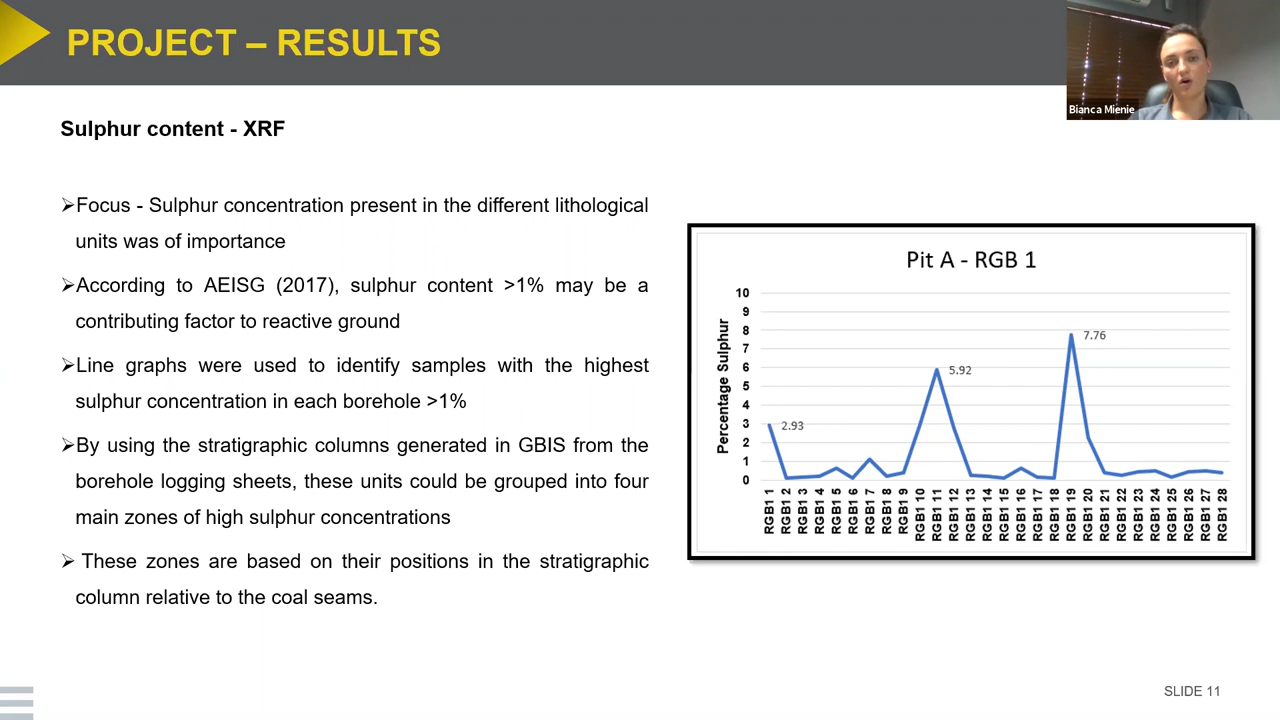 PROJECT – RESULTS
Bianca Mienie
Sulphur content - XRF
➢Focus - Sulphur concentration present in the different lithological
units was of importance
➢According to AEISG (2017), sulphur content >1% may be a
contributing factor to reactive ground
➢Line graphs were used to identify samples with the highest
sulphur concentration in each borehole >1%
➢By using the stratigraphic columns generated in GBIS from the
borehole logging sheets, these units could be grouped into four
main zones of high sulphur concentrations
➢ These zones are based on their positions in the stratigraphic
column relative to the coal seams.
Pit A - RGB 1
Percentage Sulphur
10
9
8
7
6
5
4
3
2
1
0
2.93
5.92
7.76
RGB1 1
RGB1 2
RGB1 3
RGB1 4
RGB1 5
RGB1 6
RGB1 7
RGB1 8
RGB1 9
RGB1 10
RGB1 11
RGB1 12
RGB1 13
RGB1 14
RGB1 15
RGB1 16
RGB1 17
RGB1 18
RGB1 19
RGB1 20
RGB1 21
RGB1 22
RGB1 23
RGB1 24
RGB1 25
RGB1 26
RGB1 27
RGB1 28
SLIDE 11